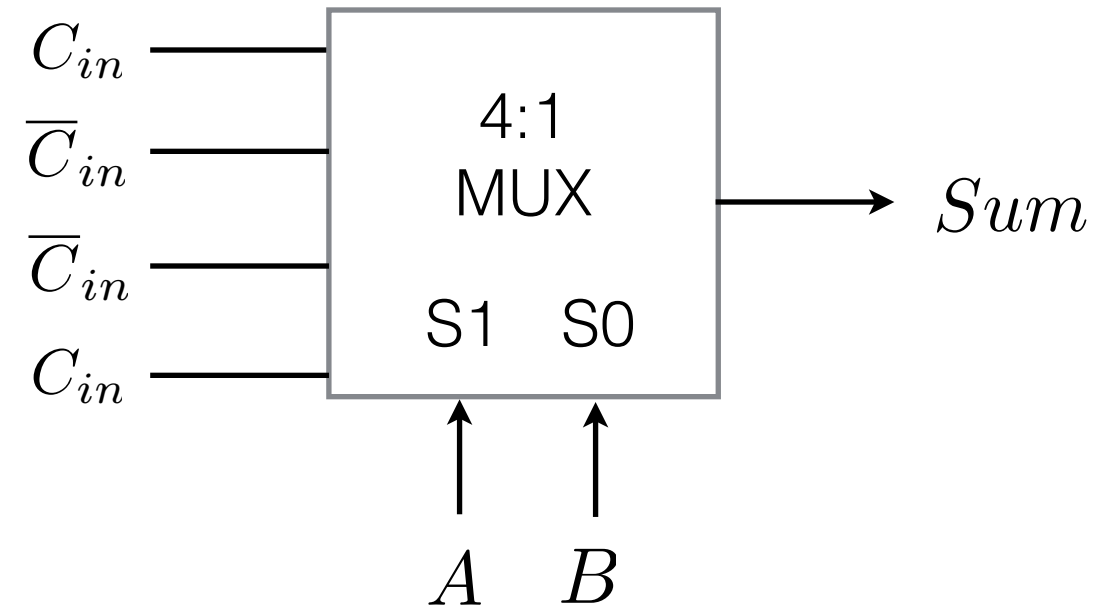 C_in
4:1
C̅_in
MUX
Sum
C̅_in
S1 S0
C_in
A B